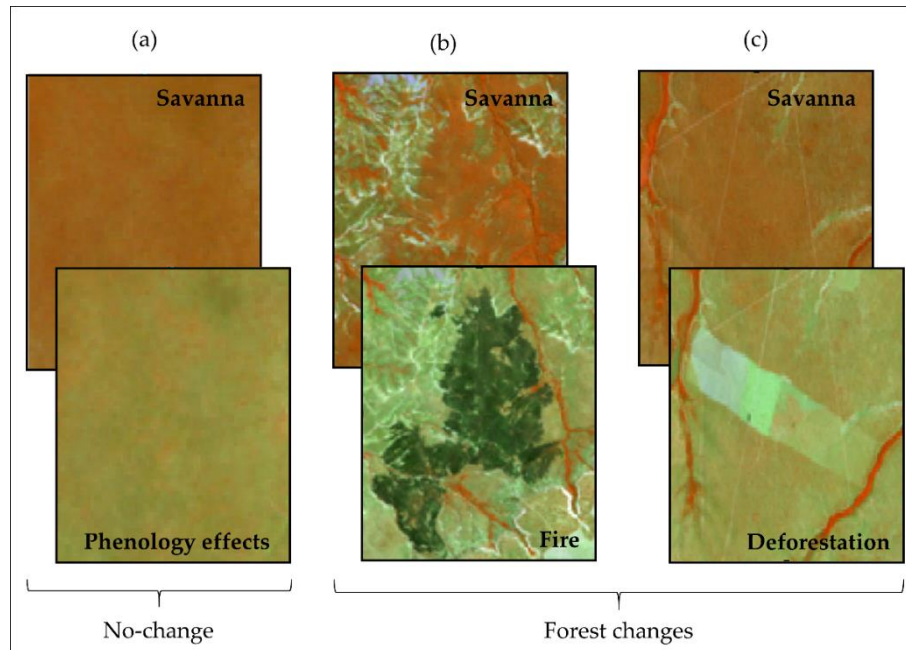 (a)
(b)
(c)
Savanna
Savanna
Savanna
Phenology effects
Fire
Deforestation
No-change
Forest changes